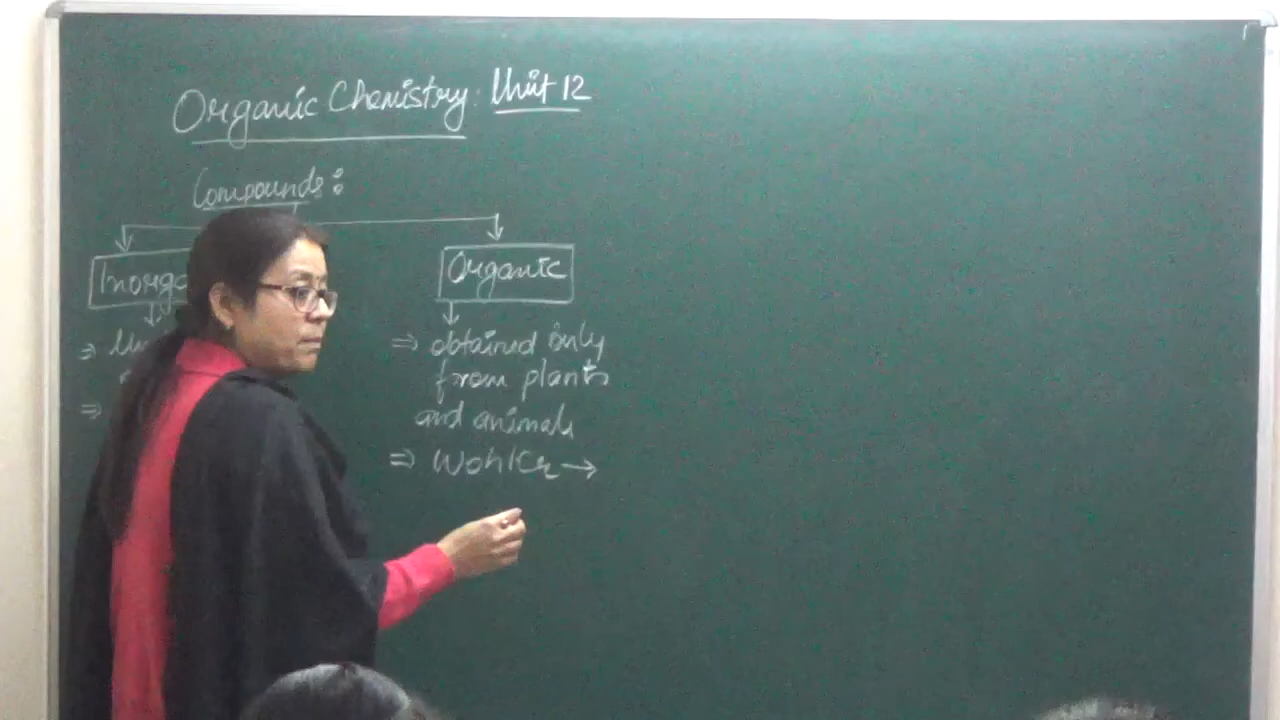 Organic Chemistry: Unit 12
Compounds:
Organic
⇒ obtained only
from plants
and animals
⇒ Wohler →